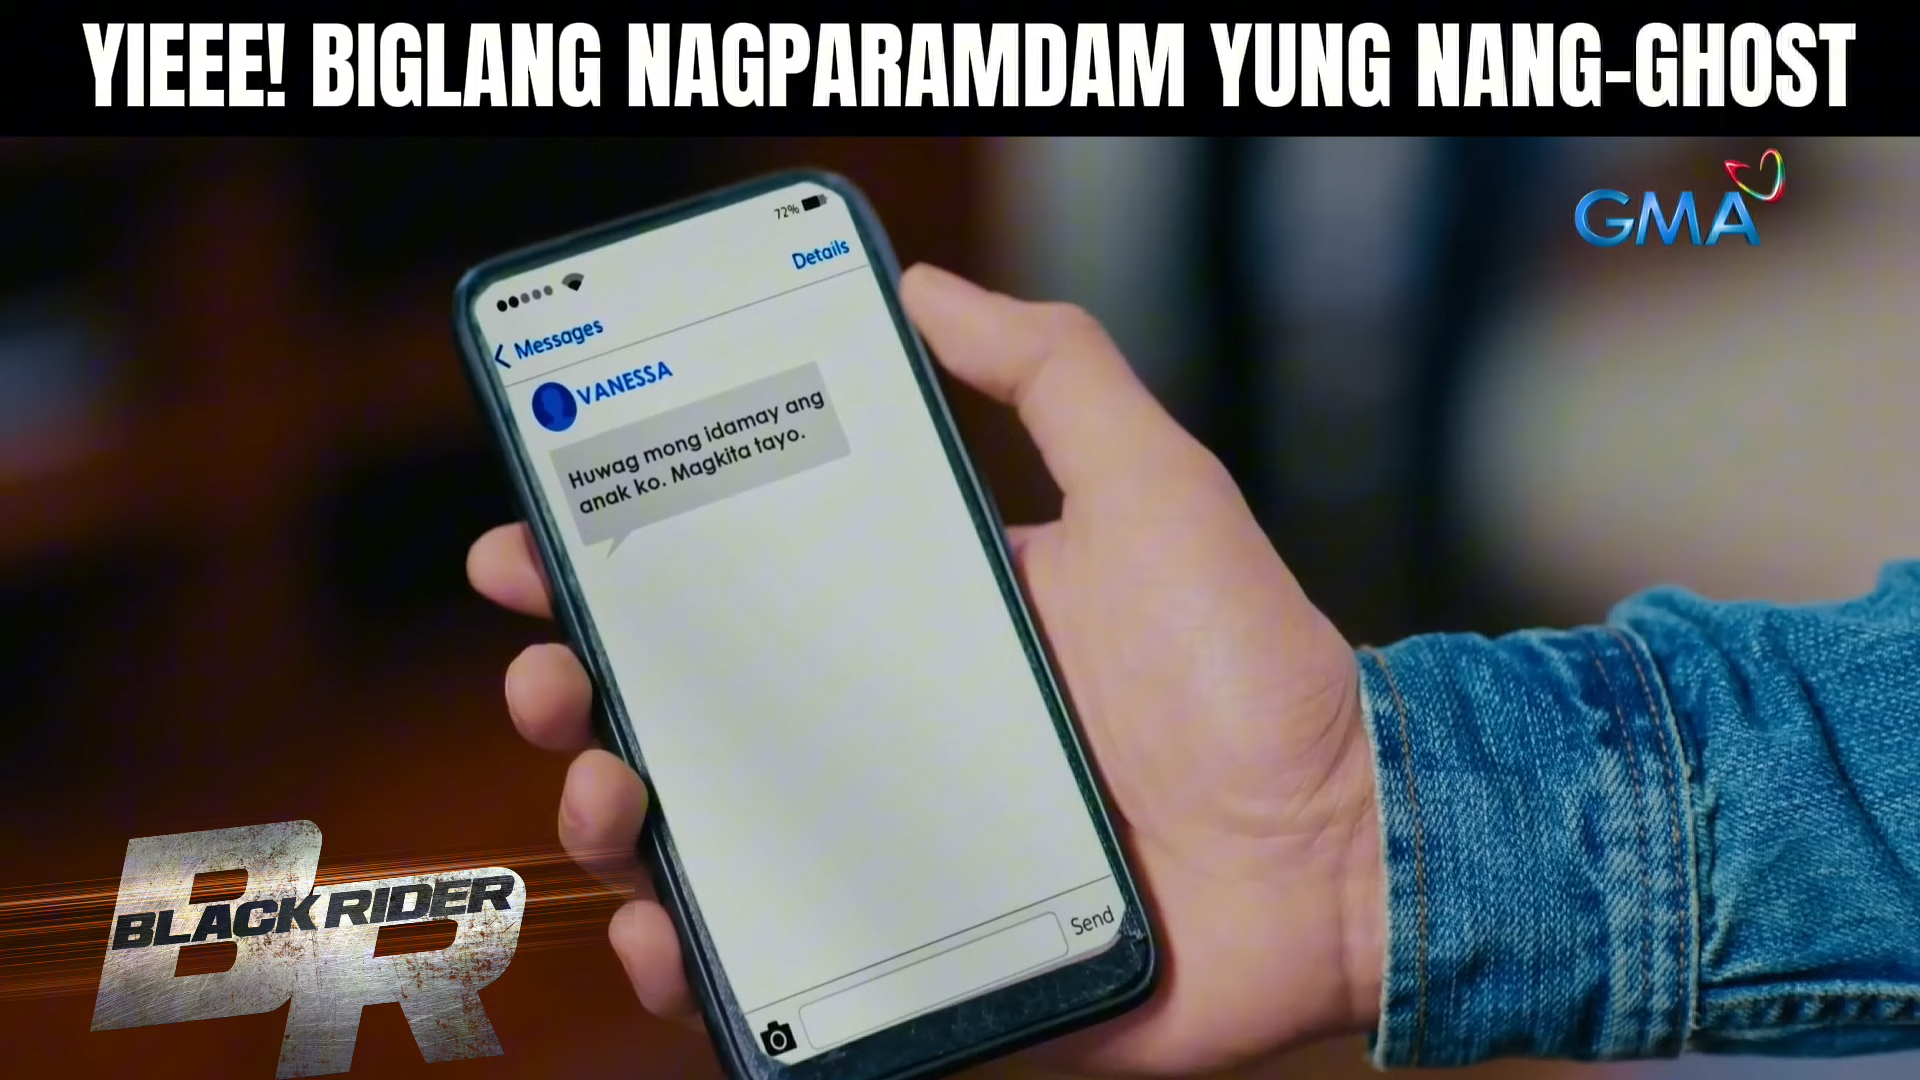 YIEEE! BIGLANG NAGPARAMDAM YUNG NANG-GHOST
GMA
72%
Details
Messages
VANESSA
Huwag mong idamay ang
anak ko. Magkita tayo.
Send
BR
BLACK RIDER